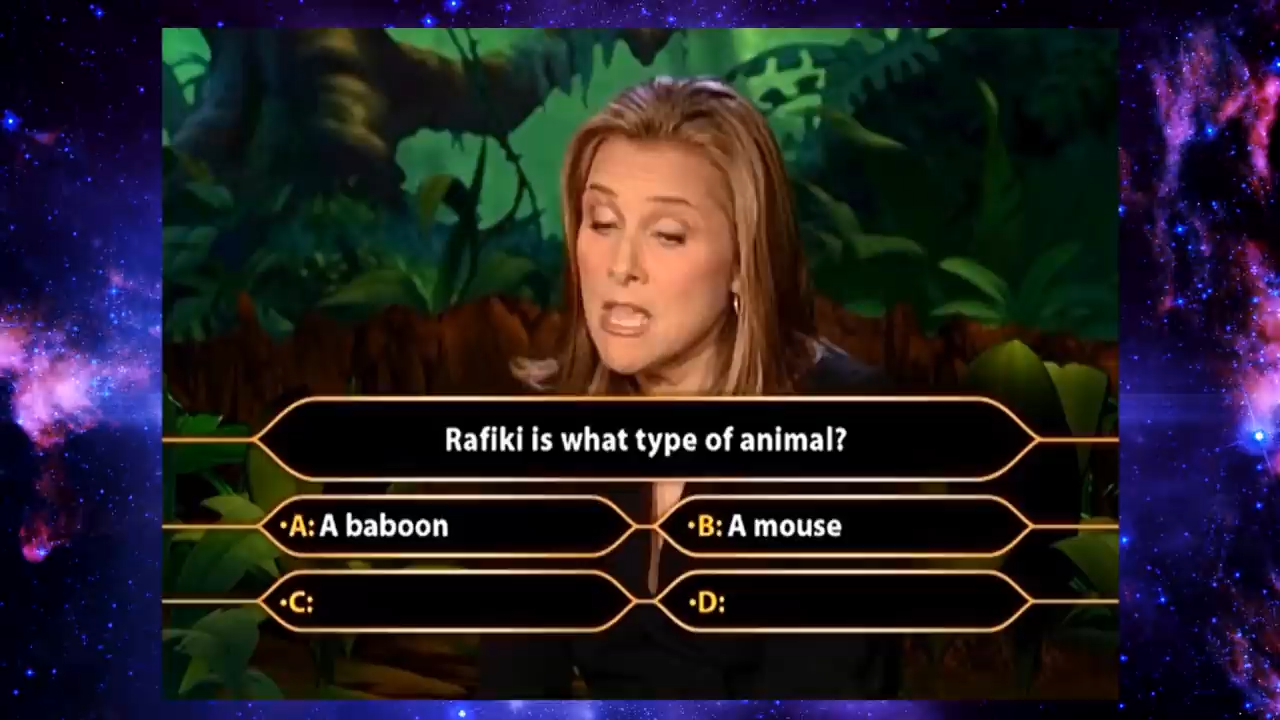 Rafiki is what type of animal?
•A: A baboon
•B: A mouse
•C:
•D: